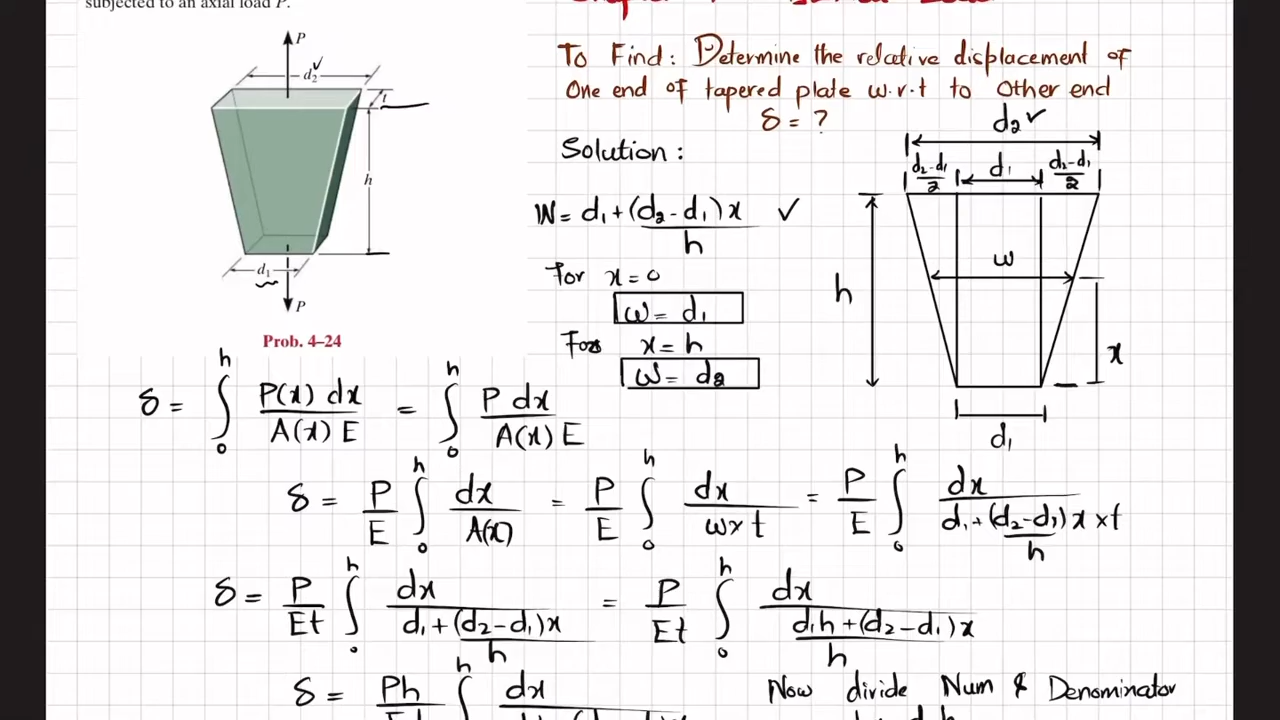 subjected to an axial load P.
To Find: Determine the relative displacement of
One end of tapered plate w.r.t to Other end
δ = ?
Solution:
W = d₁ + (d₂ - d₁)x / h ✓
For x = 0
w = d₁
For x = h
w = d₂
P
d₂ ✓
t
h
d₁
P
Prob. 4–24
d₂ ✓
(d₂-d₁)/2 d₁ (d₂-d₁)/2
w
h
x
d₁
δ = ∫₀ʰ P(x) dx / A(x) E = ∫₀ʰ P dx / A(x) E
δ = P/E ∫₀ʰ dx / A(x) = P/E ∫₀ʰ dx / w x t = P/E ∫₀ʰ dx / d₁ + (d₂-d₁)x / h x t
δ = P/Et ∫₀ʰ dx / d₁ + (d₂-d₁)x / h = P/Et ∫₀ʰ dx / d₁h + (d₂-d₁)x / h
δ = Ph ∫ʰ dx Now divide Num & Denominator